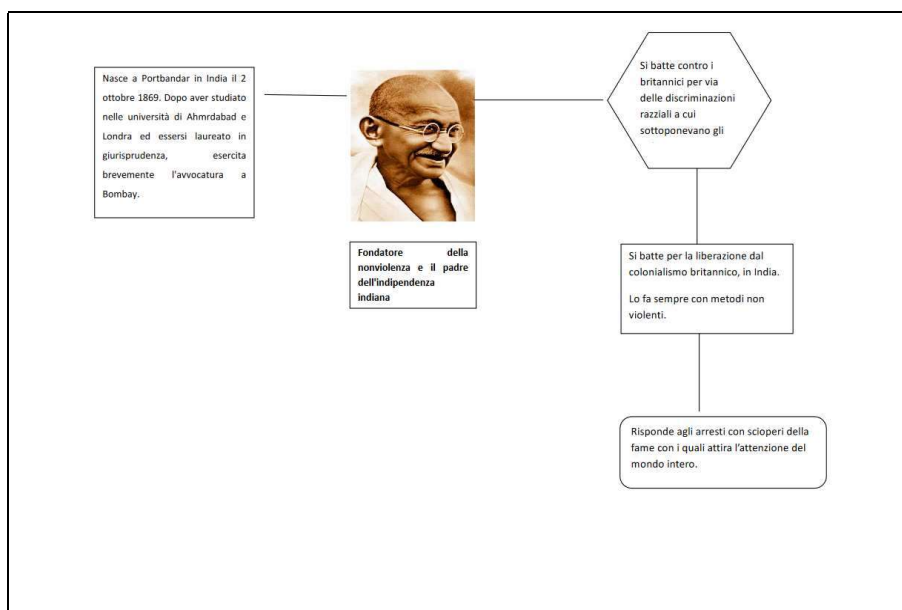 Nasce a Portbandar in India il 2
ottobre 1869. Dopo aver studiato
nelle università di Ahmrdabad e
Londra ed essersi laureato in
giurisprudenza, esercita
brevemente l'avvocatura a
Bombay.
Fondatore della
nonviolenza e il padre
dell'indipendenza
indiana
Si batte contro i
britannici per via
delle discriminazioni
razziali a cui
sottoponevano gli
Si batte per la liberazione dal
colonialismo britannico, in India.
Lo fa sempre con metodi non
violenti.
Risponde agli arresti con scioperi della
fame con i quali attira l'attenzione del
mondo intero.